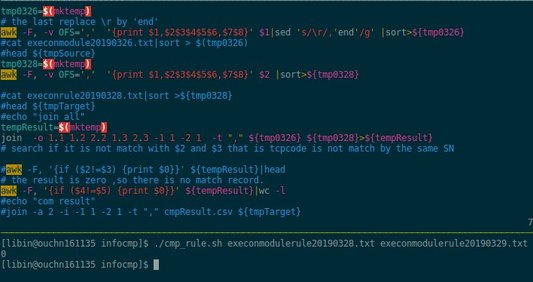 tmp0326=$(mktemp)
# the last replace \r by 'end'
awk -F, -v OFS=','  '{print $1,$2$3$4$5$6,$7$8}' $1|sed 's/\r/,'end'/g' |sort>${tmp0326}
#cat execonmodule20190326.txt|sort > $(tmp0326)
#head ${tmpSource}
tmp0328=$(mktemp)
awk -F, -v OFS=','  '{print $1,$2$3$4$5$6,$7$8}' $2 |sort>${tmp0328}
#cat execonrule20190328.txt|sort >${tmp0328}
#head ${tmpTarget}
#echo "join all"
tempResult=$(mktemp)
join  -o 1.1 1.2 2.2 1.3 2.3 -1 1 -2 1  -t "," ${tmp0326} ${tmp0328}>${tempResult}
# search if it is not match with $2 and $3 that is tcpcode is not match by the same SN
#awk -F, '{if ($2!=$3) {print $0}}' ${tempResult}|head
# the result is zero ,so there is no match record.
awk -F, '{if ($4!=$5) {print $0}}' ${tempResult}|wc -l
#echo "com result"
#join -a 2 -i -1 1 -2 1 -t "," cmpResult.csv ${tmpTarget}
7
[libin@ouchn161135 infocmp]$ ./cmp_rule.sh execonmodulerule20190328.txt execonmodulerule20190329.txt
0
[libin@ouchn161135 infocmp]$